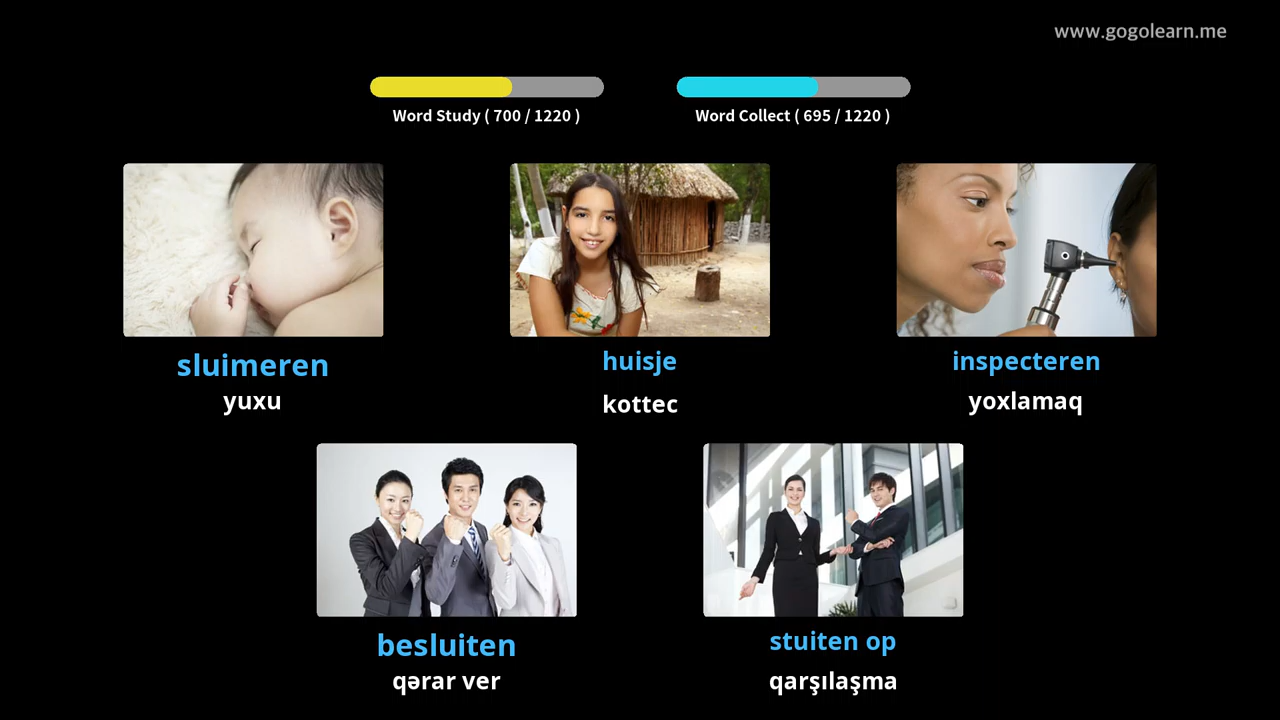 www.gogolearn.me
Word Study ( 700 / 1220 )
Word Collect ( 695 / 1220 )
sluimeren
yuxu
huisje
kottec
inspecteren
yoxlamaq
besluiten
qərar ver
stuiten op
qarşılaşma